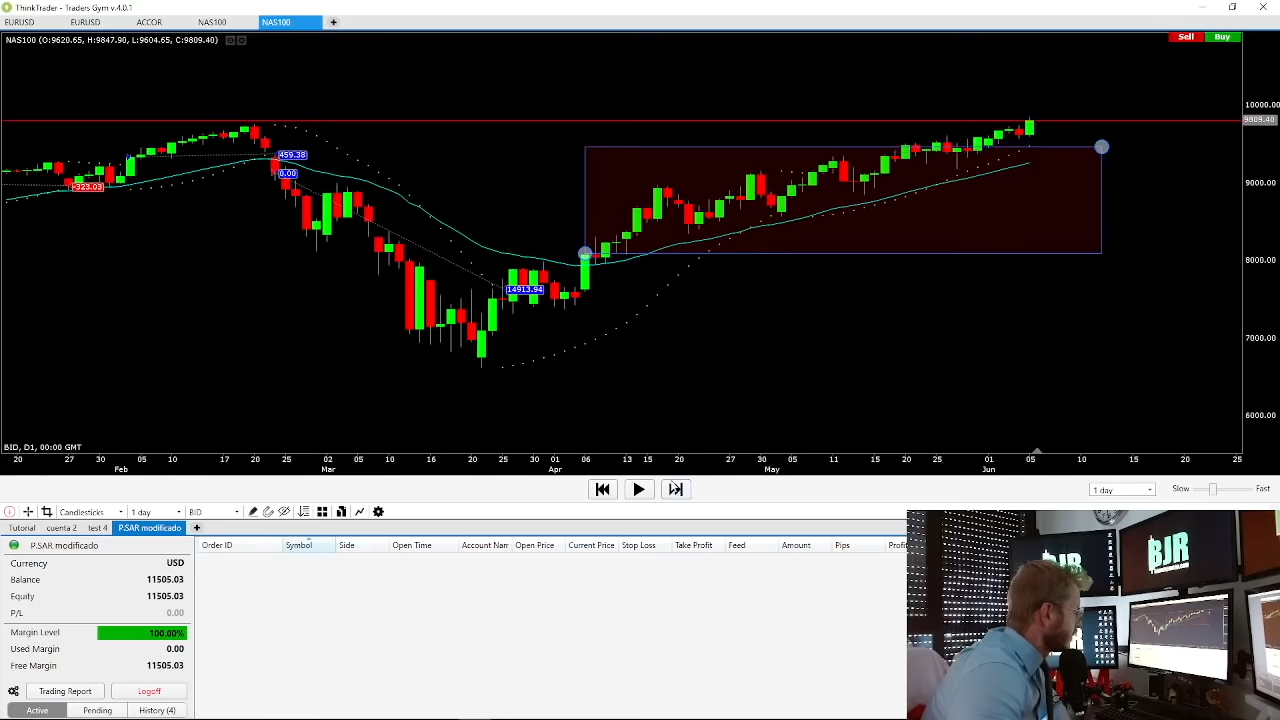 ThinkTrader - Traders Gym v.4.0.1
EURUSD EURUSD ACCOR NAS100 NAS100
NAS100 (O:9620.65, H:9847.90, L:9604.65, C:9809.40)
Sell Buy
10000.00
9809.40
9000.00
8000.00
7000.00
6000.00
459.38
0.00
-323.03
14913.94
BID, D1, 00:00 GMT
20 27 30 05 10 17 20 25 02 05 10 16 20 25 01 06 13 15 20 05 11 15 20 25 01 05 10 15 20 25
Feb Mar Apr May Jun
1 day Slow Fast
Candlesticks 1 day BID
Tutorial cuenta 2 test 4 P.SAR modificado
P.SAR modificado
Order ID Symbol Side Open Time Account Nam Open Price Current Price Stop Loss Take Profit Feed Amount Pips Profi
Currency USD
Balance 11505.03
Equity 11505.03
P/L 0.00
Margin Level 100.00%
Used Margin 0.00
Free Margin 11505.03
Trading Report Logoff
Active Pending History (4)
BJR